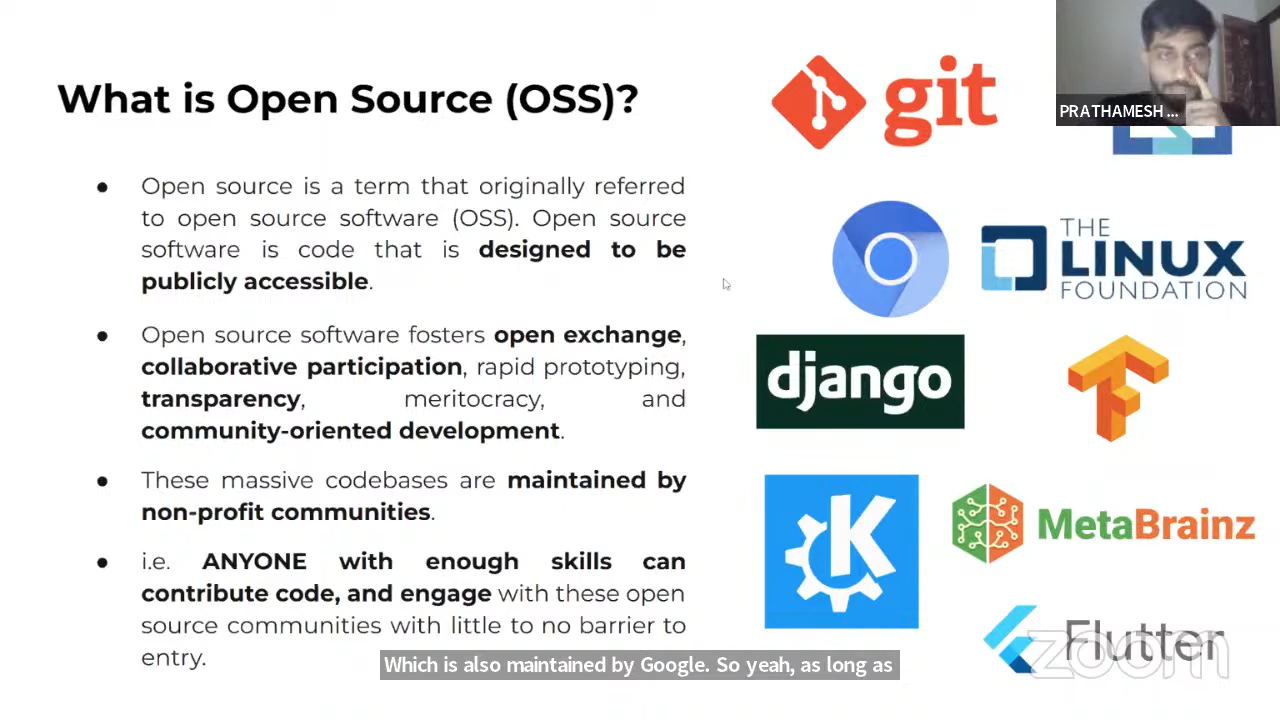 What is Open Source (OSS)?
● Open source is a term that originally referred
to open source software (OSS). Open source
software is code that is designed to be
publicly accessible.
● Open source software fosters open exchange,
collaborative participation, rapid prototyping,
transparency, meritocracy, and
community-oriented development.
● These massive codebases are maintained by
non-profit communities.
● i.e. ANYONE with enough skills can
contribute code, and engage with these open
source communities with little to no barrier to
entry.
git
PRATHAMESH ...
THE
LINUX
FOUNDATION
django
K
MetaBrainz
Flutter
zoom
Which is also maintained by Google. So yeah, as long as